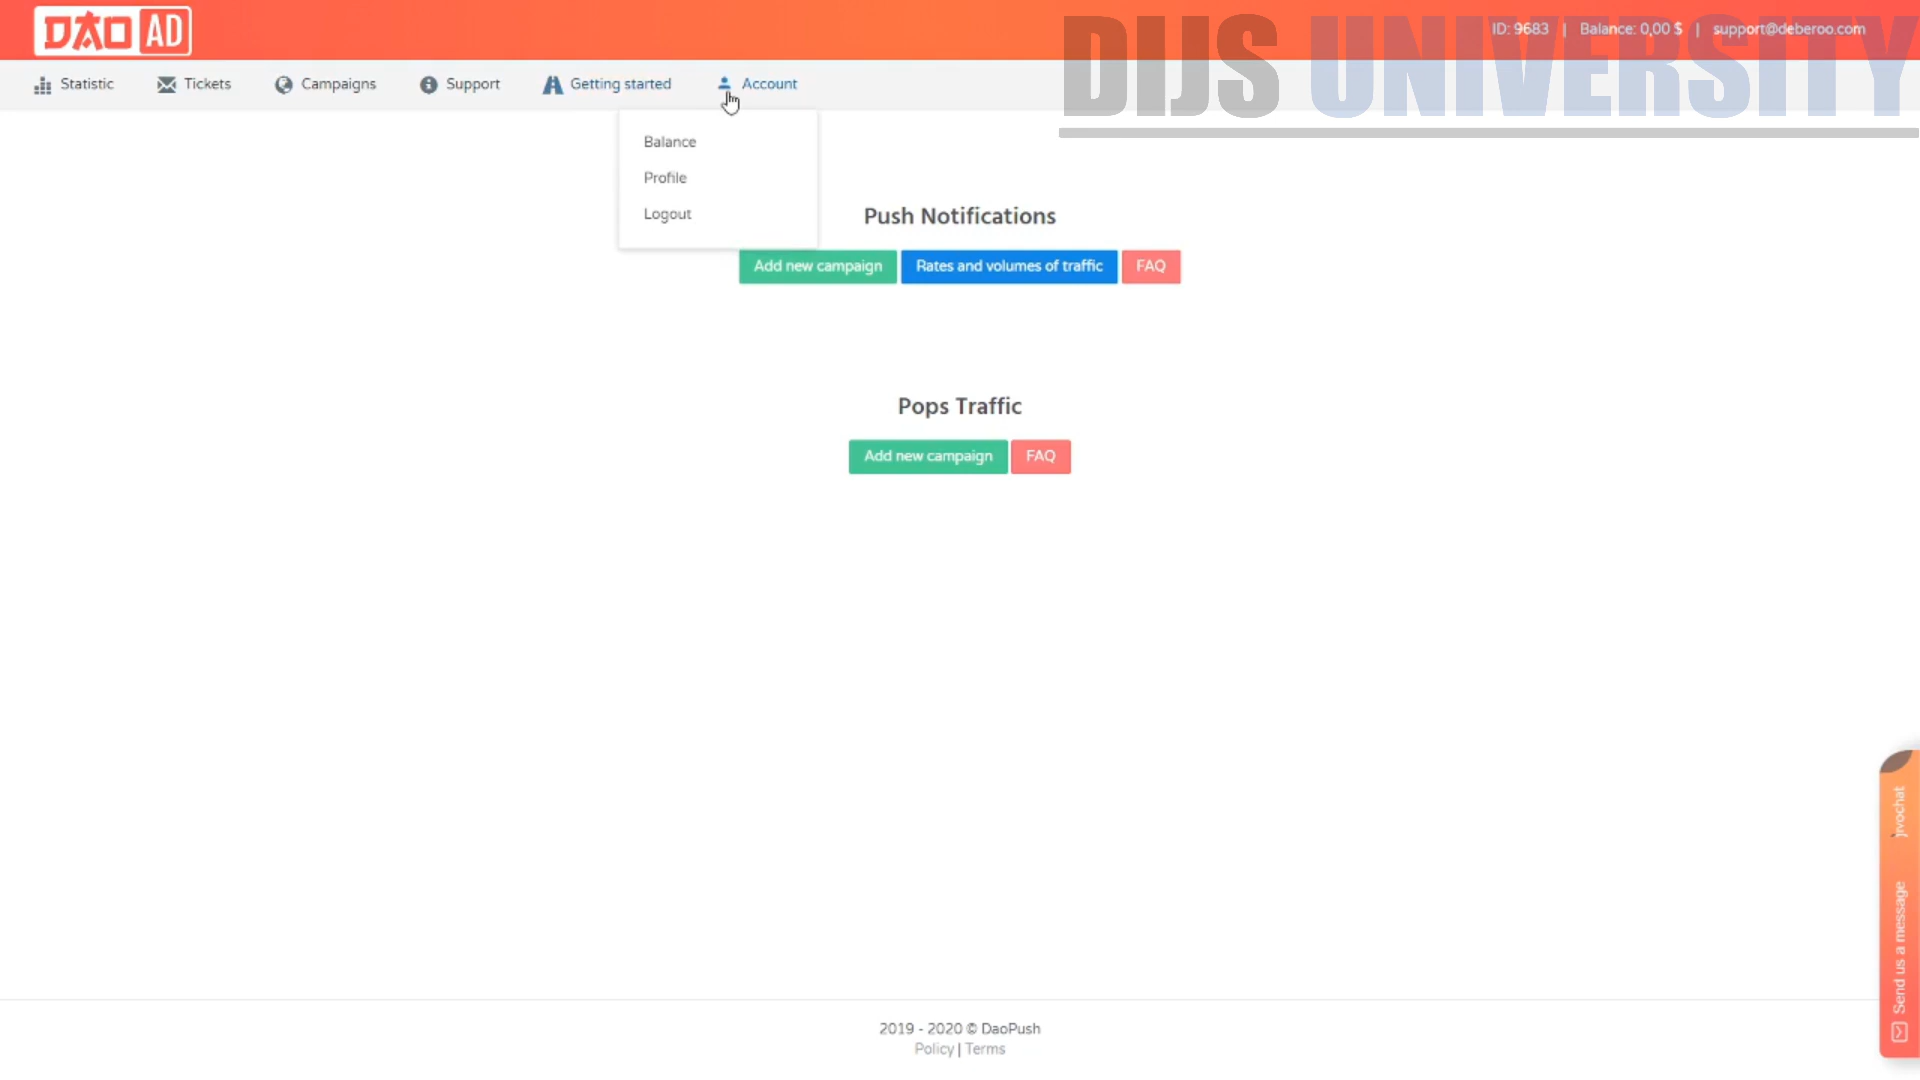 DAO AD
ID: 9683 | Balance: 0,00 $ | support@deberoo.com
DIJS UNIVERSITY
Statistic
Tickets
Campaigns
Support
Getting started
Account
Balance
Profile
Logout
Push Notifications
Add new campaign
Rates and volumes of traffic
FAQ
Pops Traffic
Add new campaign
FAQ
jivochat
Send us a message
2019 - 2020 © DaoPush
Policy | Terms